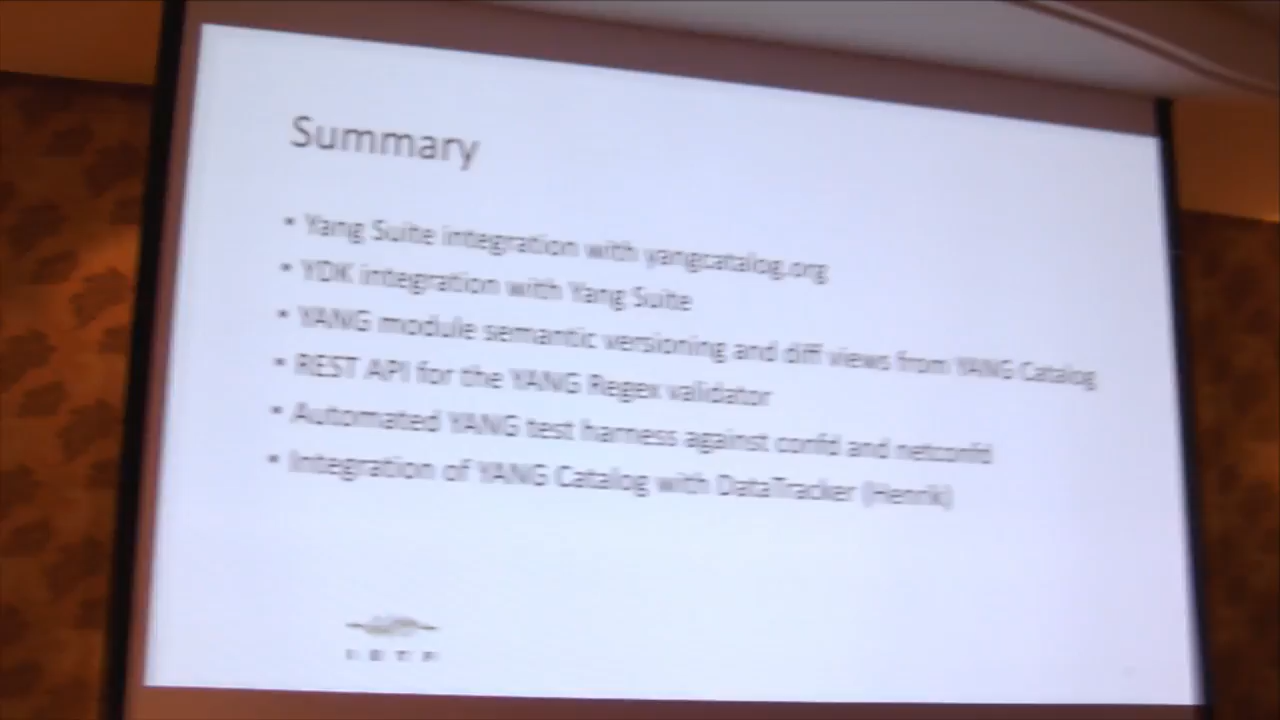 Summary
• Yang Suite integration with yangcatalog.org
• YDK integration with Yang Suite
• YANG module semantic versioning and diff views from YANG Catalog
• REST API for the YANG Regex validator
• Automated YANG test harness against confd and netconfd
• Integration of YANG Catalog with DataTracker (Henrik)
I E T F